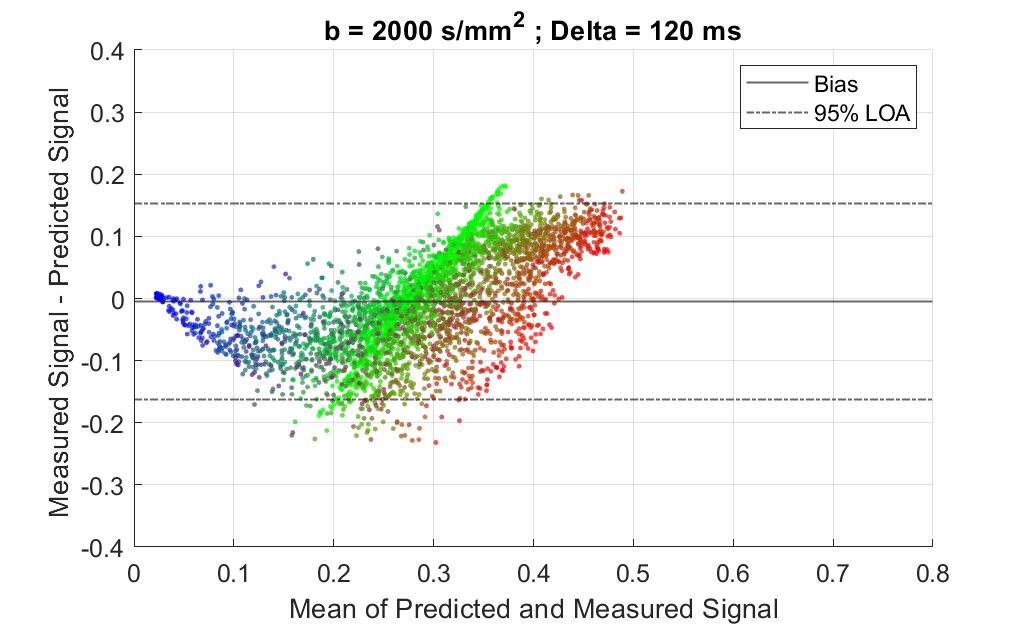 b = 2000 s/mm² ; Delta = 120 ms
Bias
95% LOA
0.4
0.3
0.2
0.1
0
-0.1
-0.2
-0.3
-0.4
Measured Signal - Predicted Signal
0 0.1 0.2 0.3 0.4 0.5 0.6 0.7 0.8
Mean of Predicted and Measured Signal